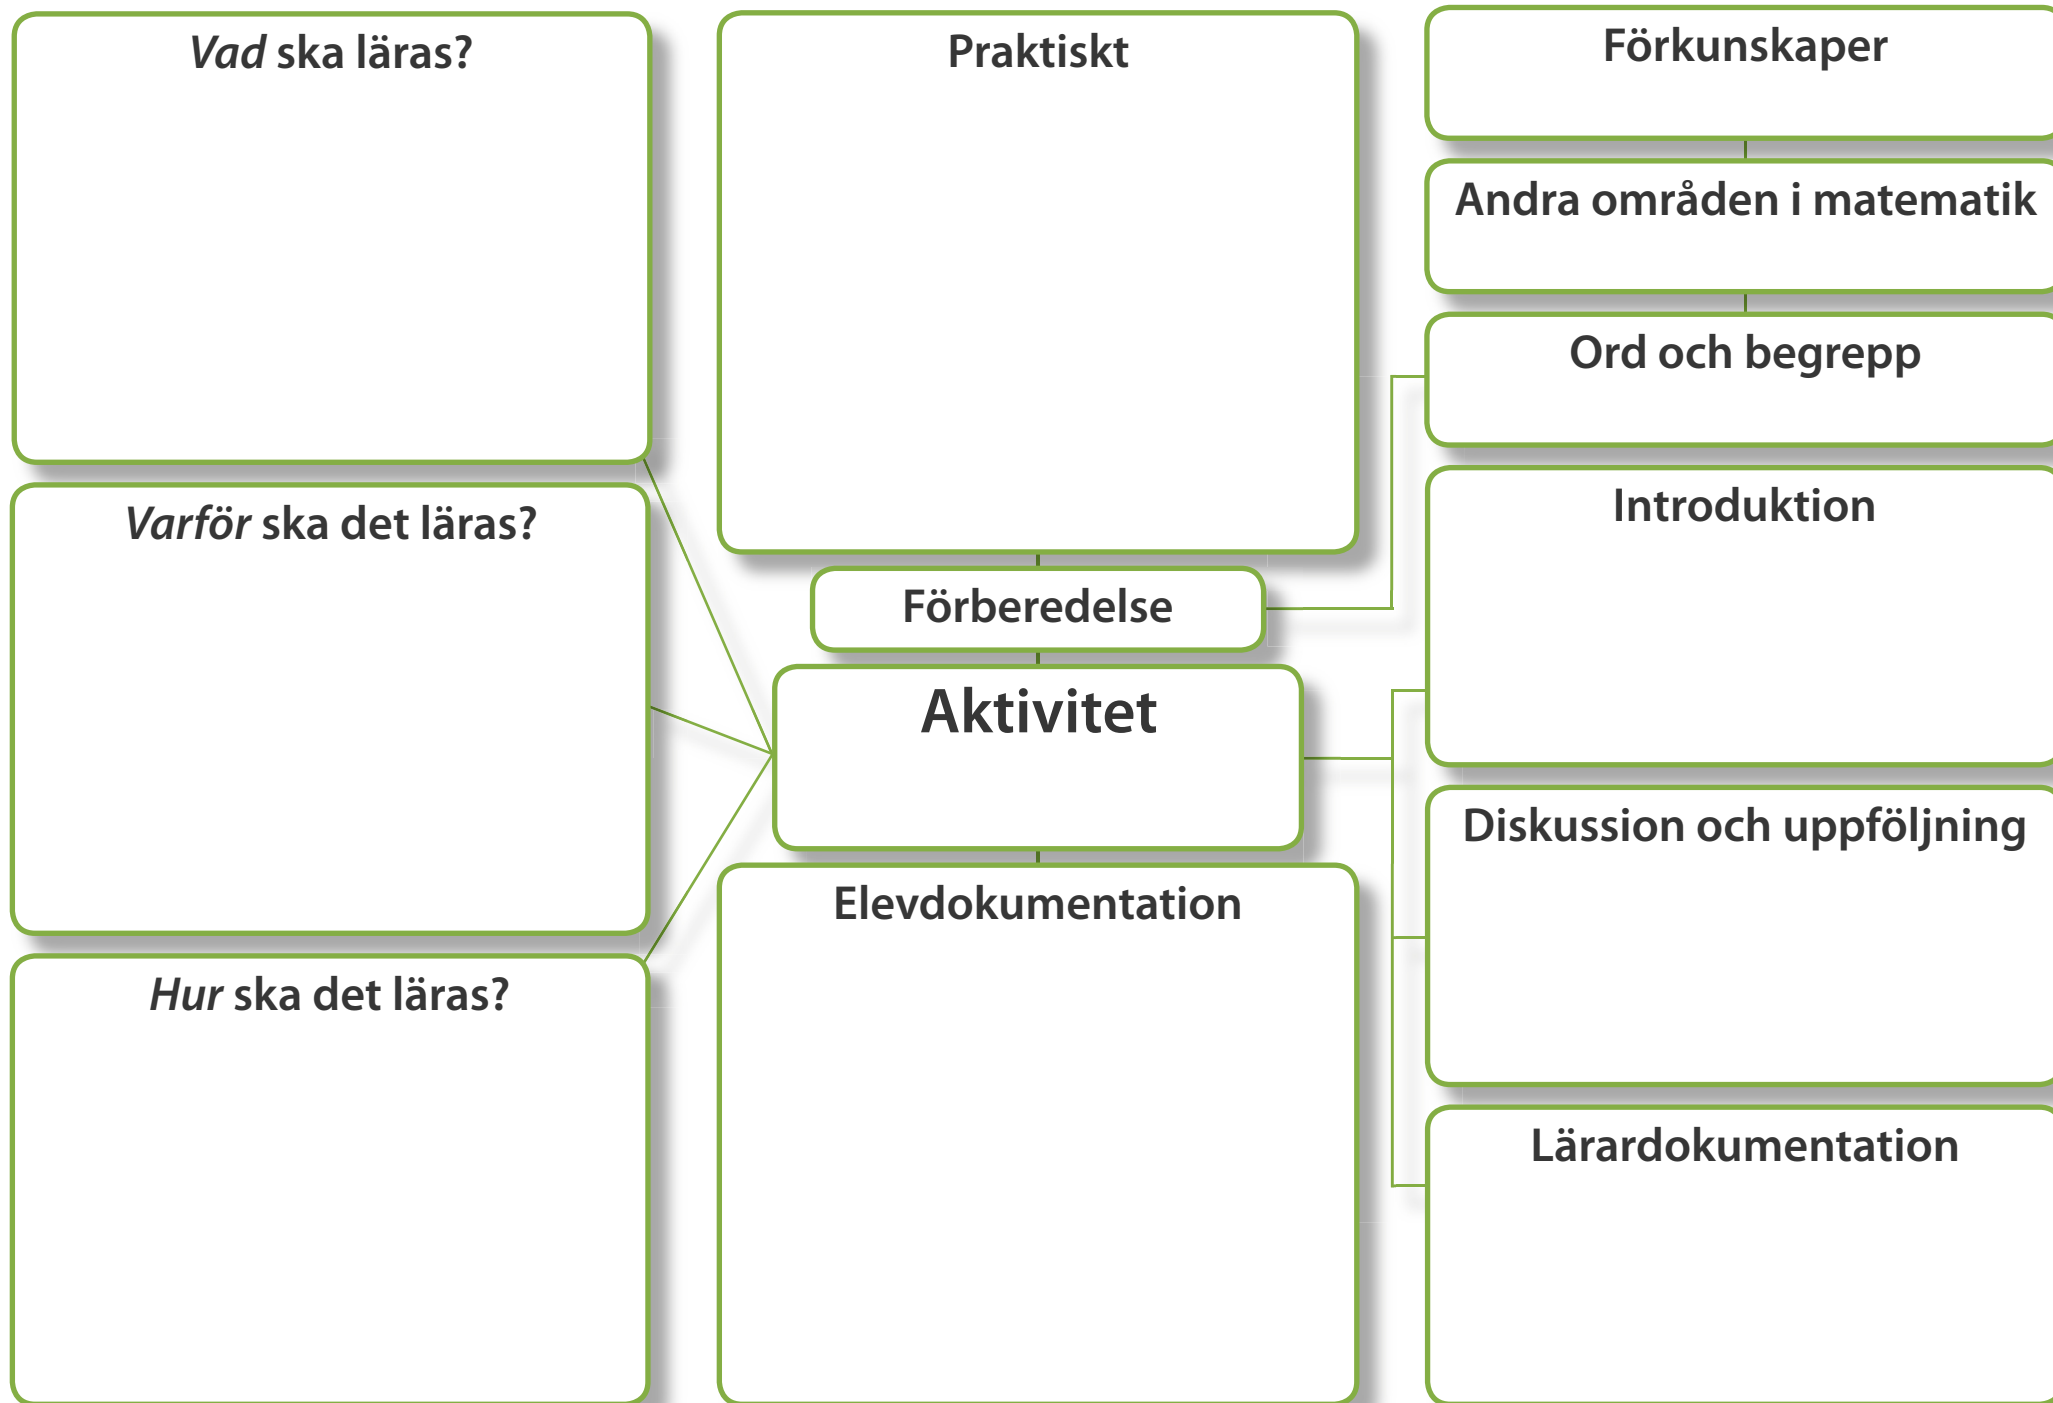 Vad ska läras?
Varför ska det läras?
Hur ska det läras?
Praktiskt
Förberedelse
Aktivitet
Elevdokumentation
Förkunskaper
Andra områden i matematik
Ord och begrepp
Introduktion
Diskussion och uppföljning
Lärardokumentation